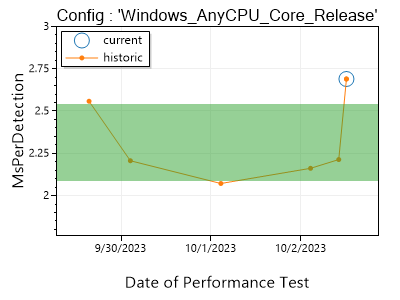 Config : 'Windows_AnyCPU_Core_Release'
current
historic
3
2.75
2.5
2.25
2
MsPerDetection
9/30/2023
10/1/2023
10/2/2023
Date of Performance Test